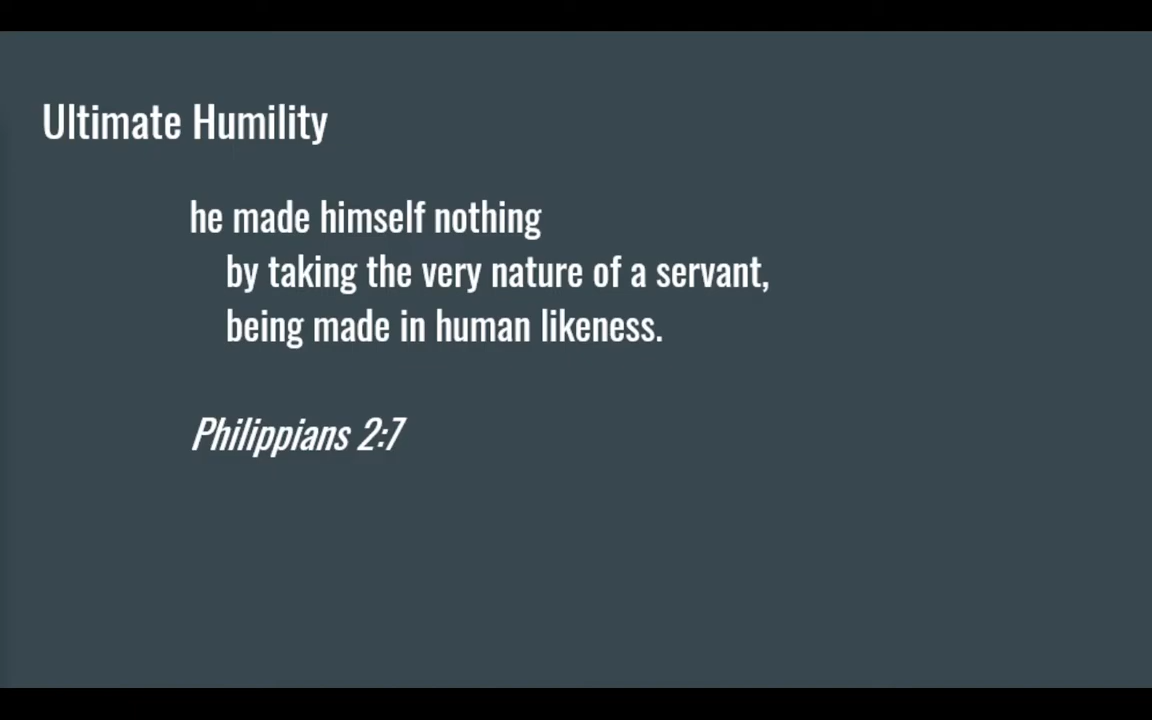 Ultimate Humility
he made himself nothing
by taking the very nature of a servant,
being made in human likeness.
Philippians 2:7